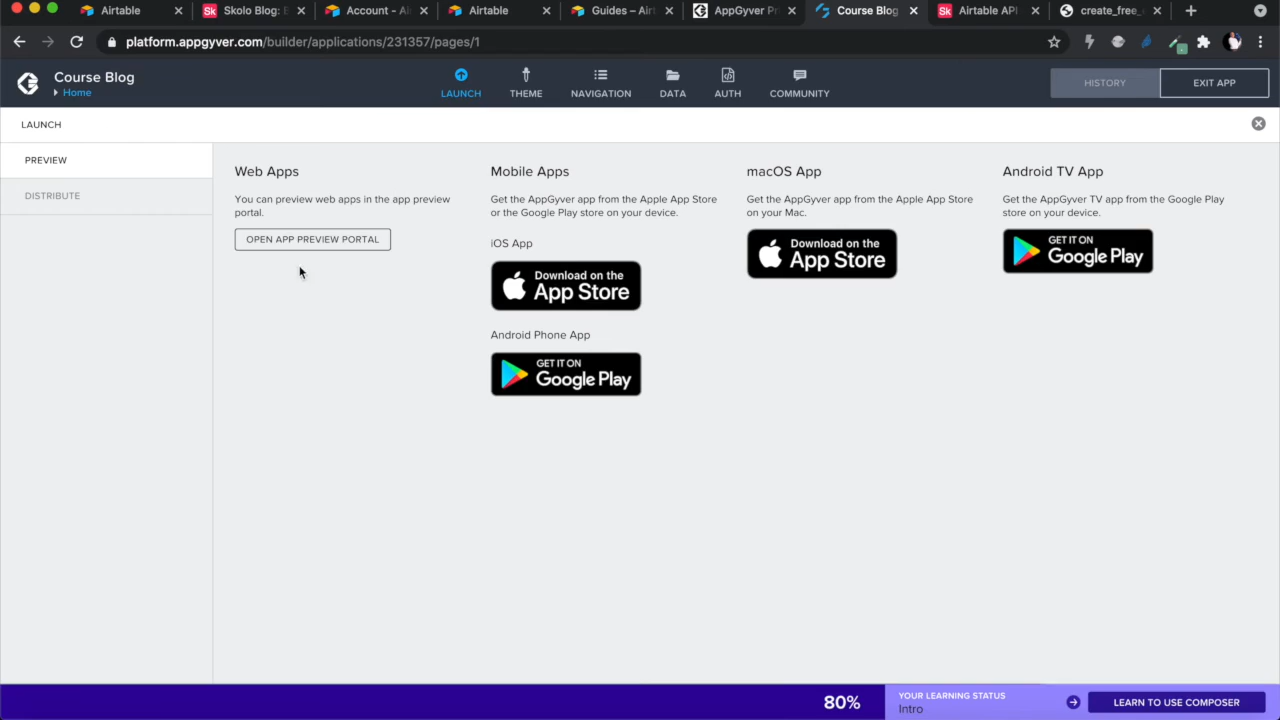 Airtable
Skolo Blog: B
Account - Ai
Airtable
Guides – Airt
AppGyver Pr
Course Blog
Airtable API
create_free_
platform.appgyver.com/builder/applications/231357/pages/1
Course Blog
Home
LAUNCH
THEME
NAVIGATION
DATA
AUTH
COMMUNITY
HISTORY
EXIT APP
LAUNCH
PREVIEW
DISTRIBUTE
Web Apps
You can preview web apps in the app preview
portal.
OPEN APP PREVIEW PORTAL
Mobile Apps
Get the AppGyver app from the Apple App Store
or the Google Play store on your device.
iOS App
Download on the
App Store
Android Phone App
GET IT ON
Google Play
macOS App
Get the AppGyver app from the Apple App Store
on your Mac.
Download on the
App Store
Android TV App
Get the AppGyver TV app from the Google Play
store on your device.
GET IT ON
Google Play
80%
YOUR LEARNING STATUS
Intro
LEARN TO USE COMPOSER